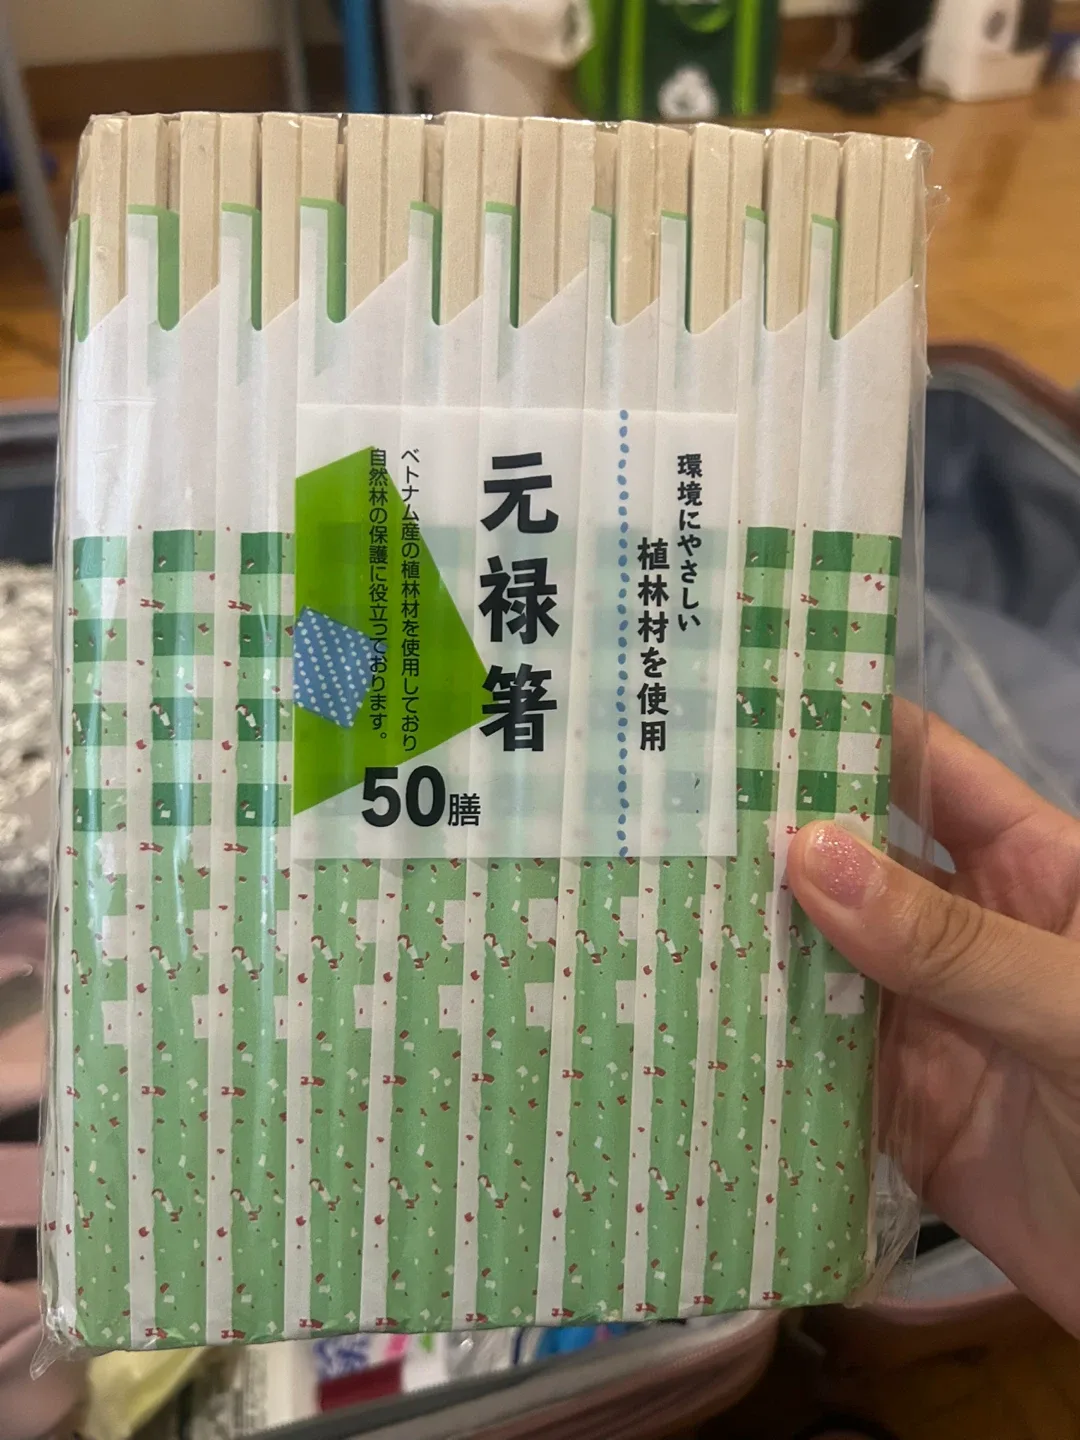 環境にやさしい
植林材を使用
元禄箸
ベトナム産の植林材を使用しており
自然林の保護に役立っております。
50膳